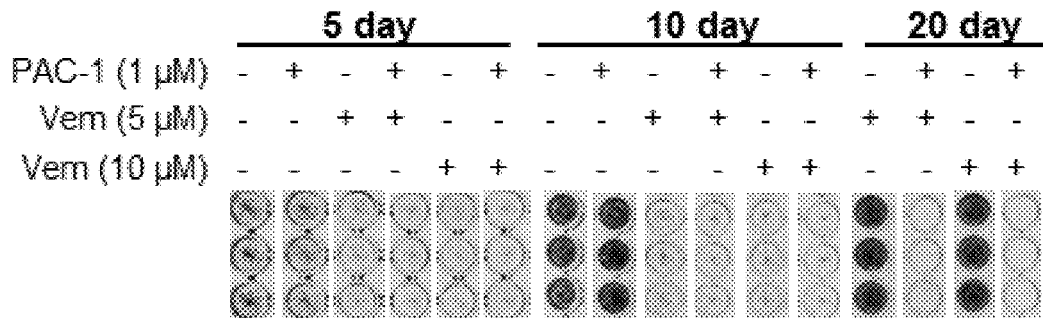 5 day 10 day 20 day
PAC-1 (1 µM) - + - + - + - + - + - + - + - +
Vem (5 µM) - - + + - - - - + + - - + + - -
Vem (10 µM) - - - - + + - - - - + + - - + +